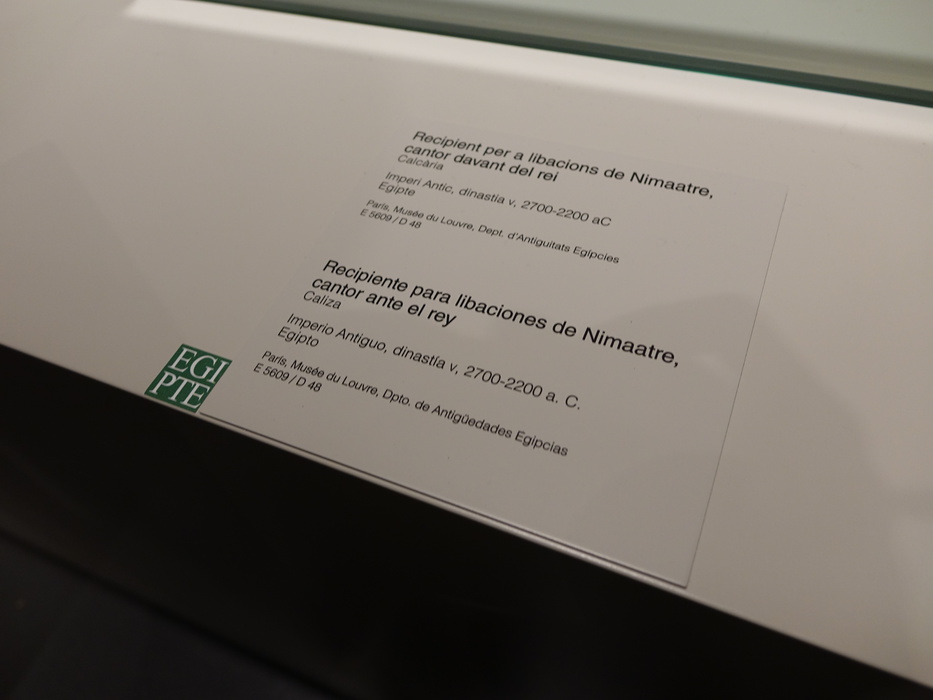 Recipient per a libacions de Nimaatre,
cantor davant del rei
Calcària
Imperi Antic, dinastia v, 2700-2200 aC
Egipte
París, Musée du Louvre, Dept. d'Antiguitats Egípcies
E 5609 / D 48
Recipiente para libaciones de Nimaatre,
cantor ante el rey
Caliza
Imperio Antiguo, dinastía v, 2700-2200 a. C.
Egipto
París, Musée du Louvre, Dpto. de Antigüedades Egipcias
E 5609 / D 48
EGI
PTE